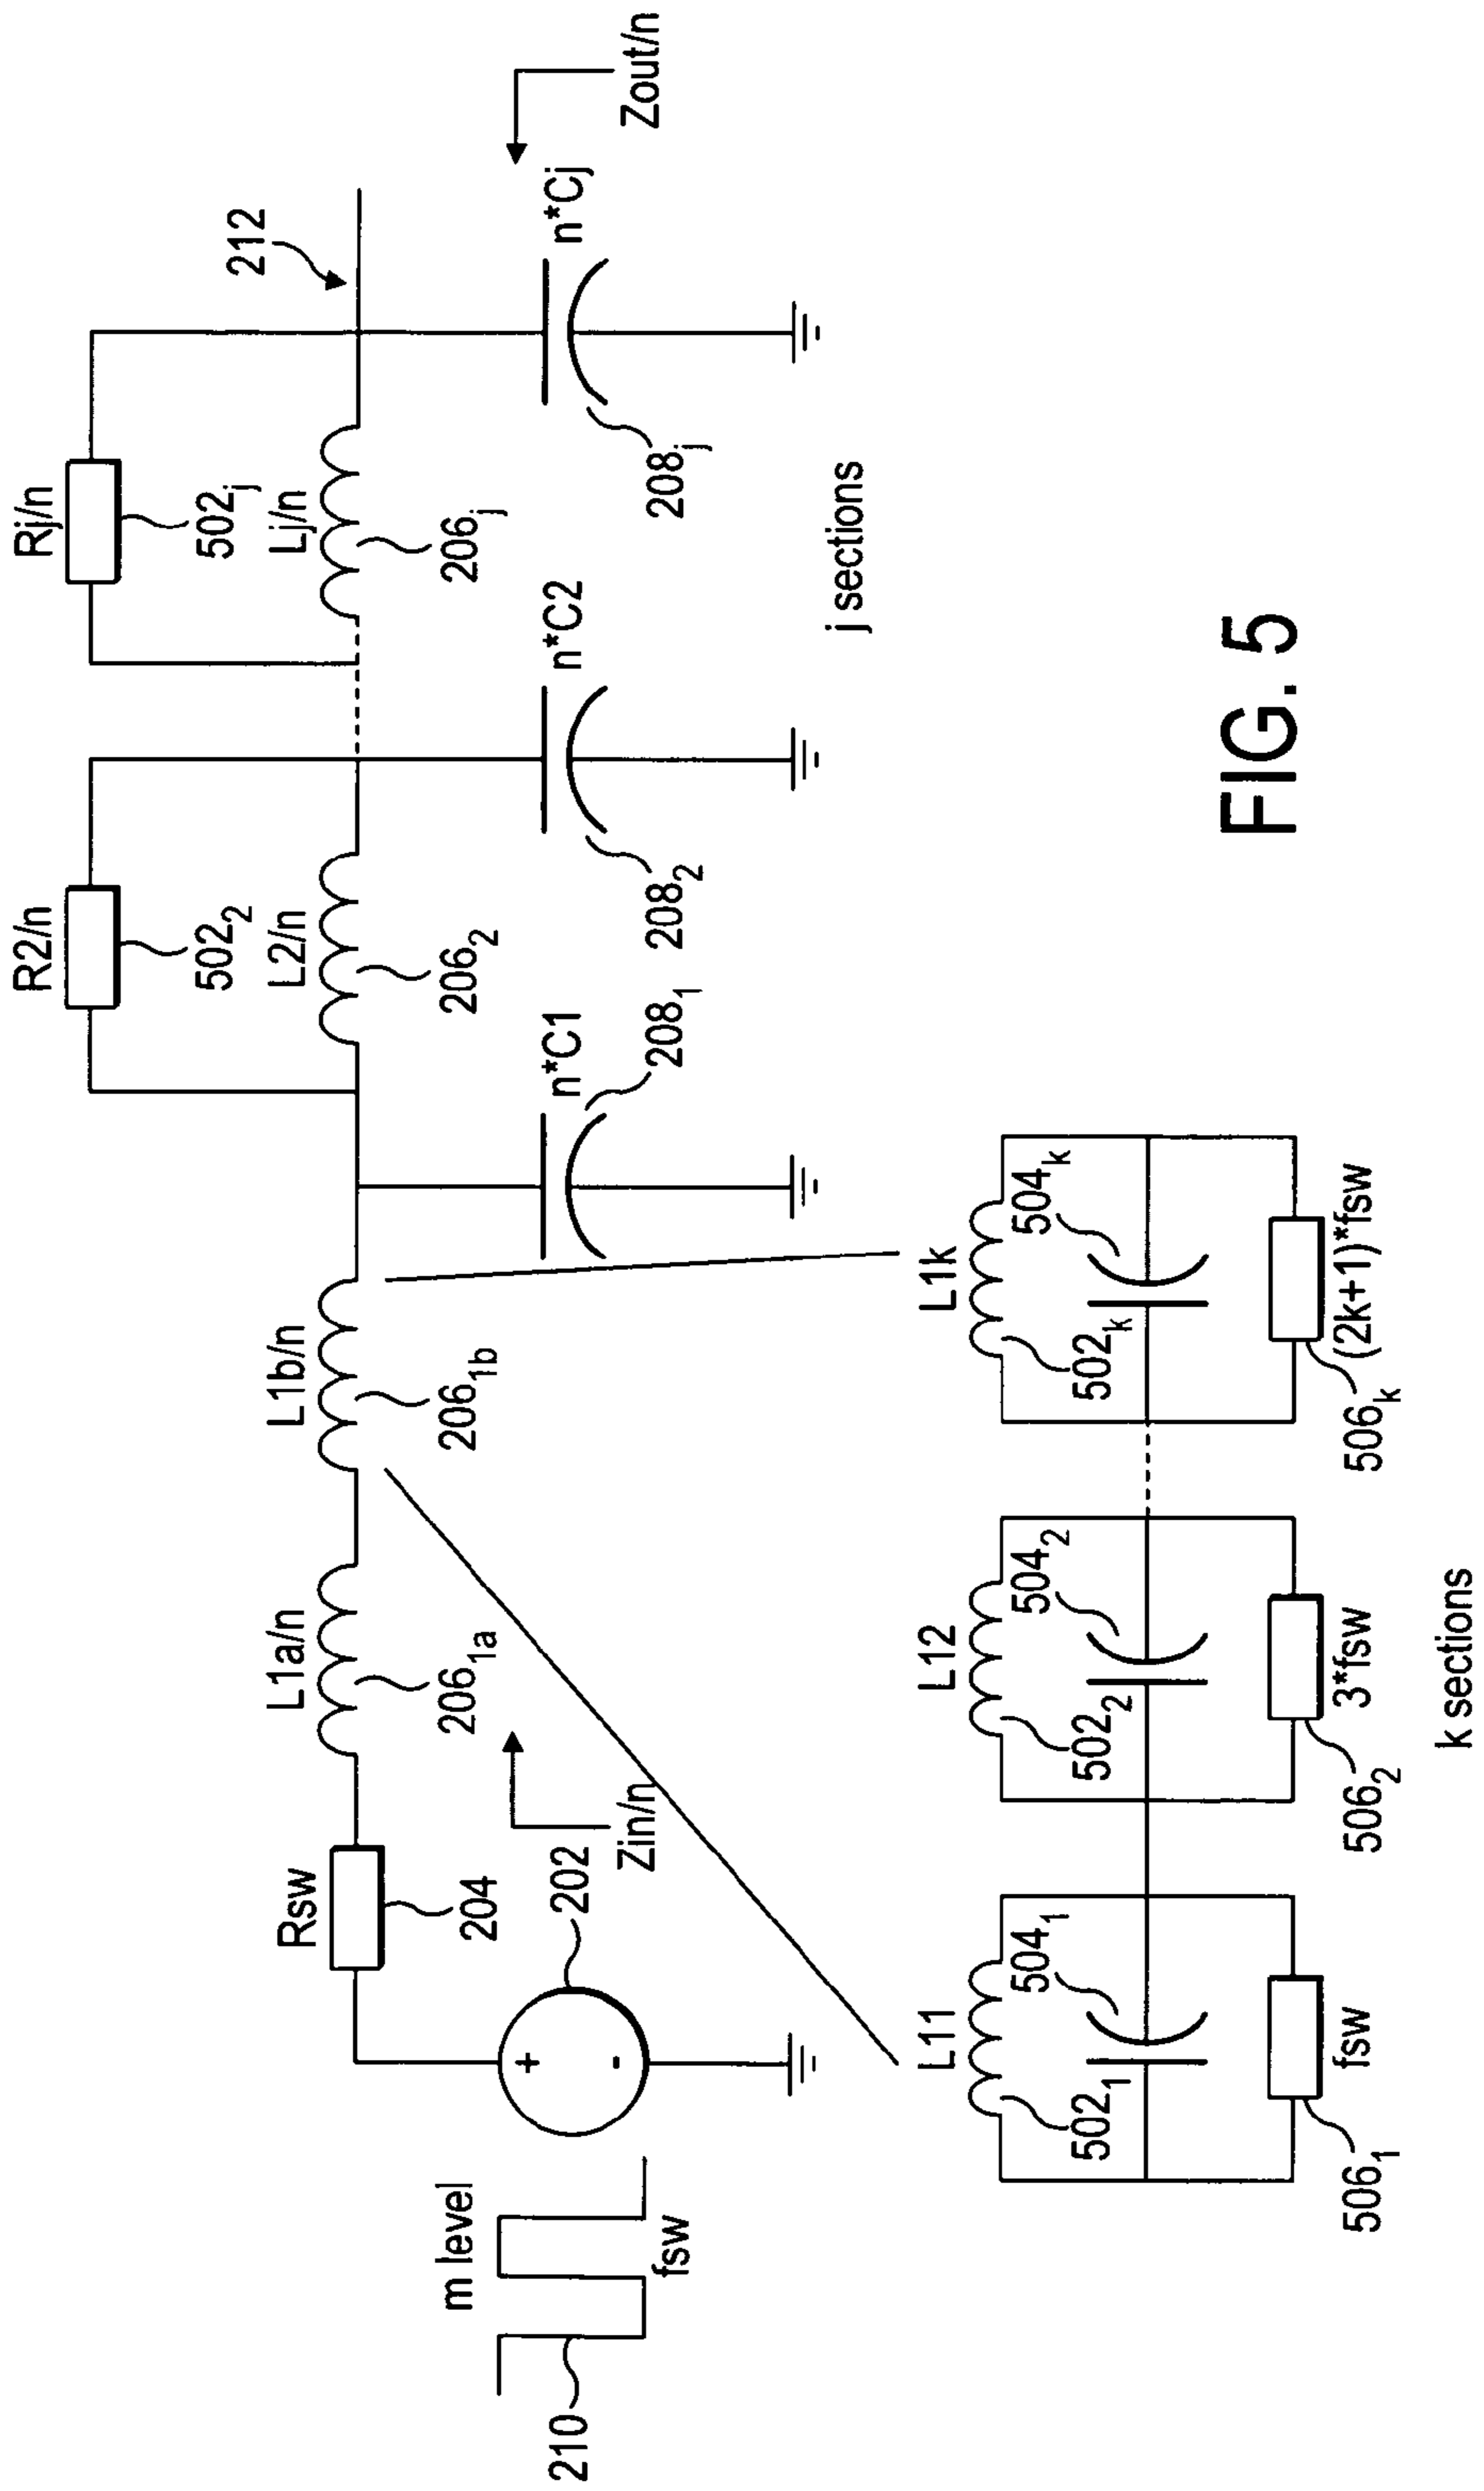 Rj/n
502j
R2/n
502₂
212
Lj/n
206j
L2/n
206₂
L1b/n
206₁b
L1a/n
206₁a
Rsw
204
m level
210
fsw
+
-
202
Zin/n
n*C1
208₁
n*C2
208₂
n*Cj
208j
Zout/n
j sections
L11
502₁
504₁
506₁
fsw
L12
502₂
504₂
506₂
3*fsw
L1k
502k
504k
506k
(2k+1)*fsw
k sections
FIG. 5